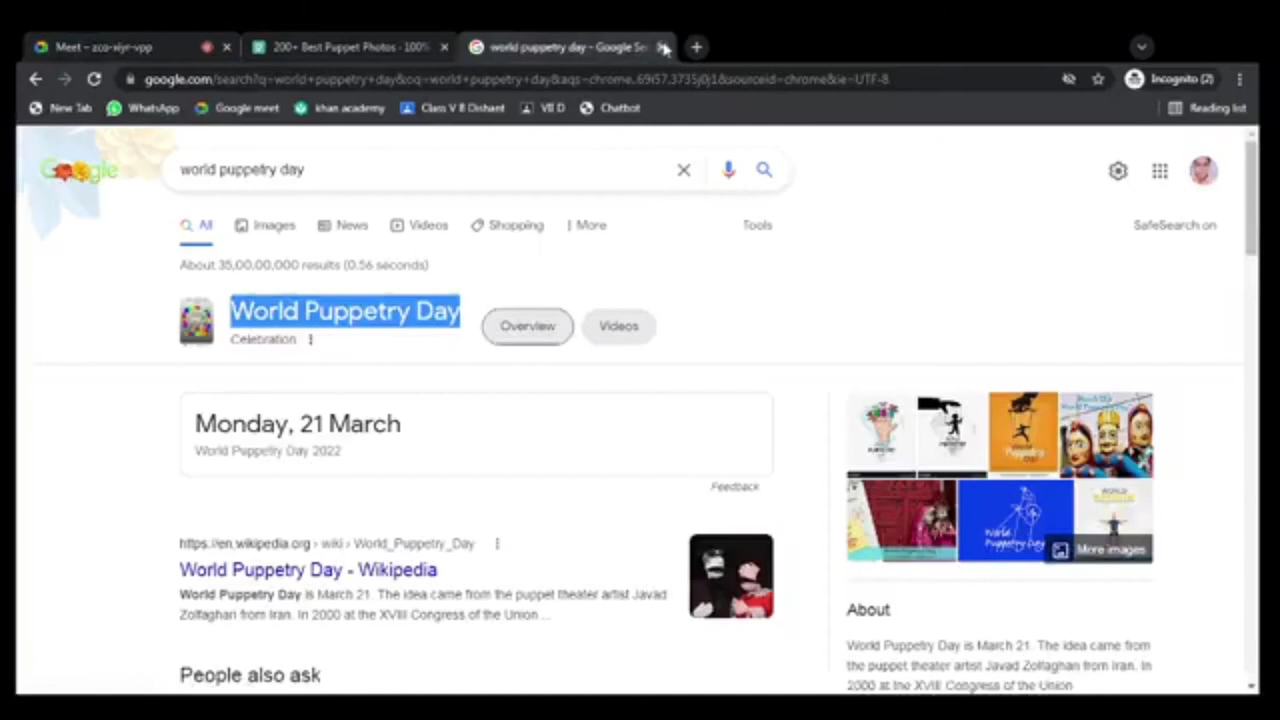 Meet – zco-xiyr-vpp
200+ Best Puppet Photos · 100%
world puppetry day - Google Se
google.com/search?q=world+puppetry+day&oq=world+puppetry+day&aqs=chrome..69i57.3735j0j1&sourceid=chrome&ie=UTF-8
Incognito (2)
New Tab
WhatsApp
Google meet
khan academy
Class V B Dishant
VII D
Chatbot
Reading list
Google
world puppetry day
All
Images
News
Videos
Shopping
More
Tools
SafeSearch on
About 35,00,00,000 results (0.56 seconds)
World Puppetry Day
Celebration
Overview
Videos
Monday, 21 March
World Puppetry Day 2022
Feedback
https://en.wikipedia.org › wiki › World_Puppetry_Day
World Puppetry Day - Wikipedia
World Puppetry Day is March 21. The idea came from the puppet theater artist Javad
Zolfaghari from Iran. In 2000 at the XVIII Congress of the Union ...
People also ask
World
Puppetry Day
More images
About
World Puppetry Day is March 21. The idea came from
the puppet theater artist Javad Zolfaghari from Iran. In
2000 at the XVIII Congress of the Union